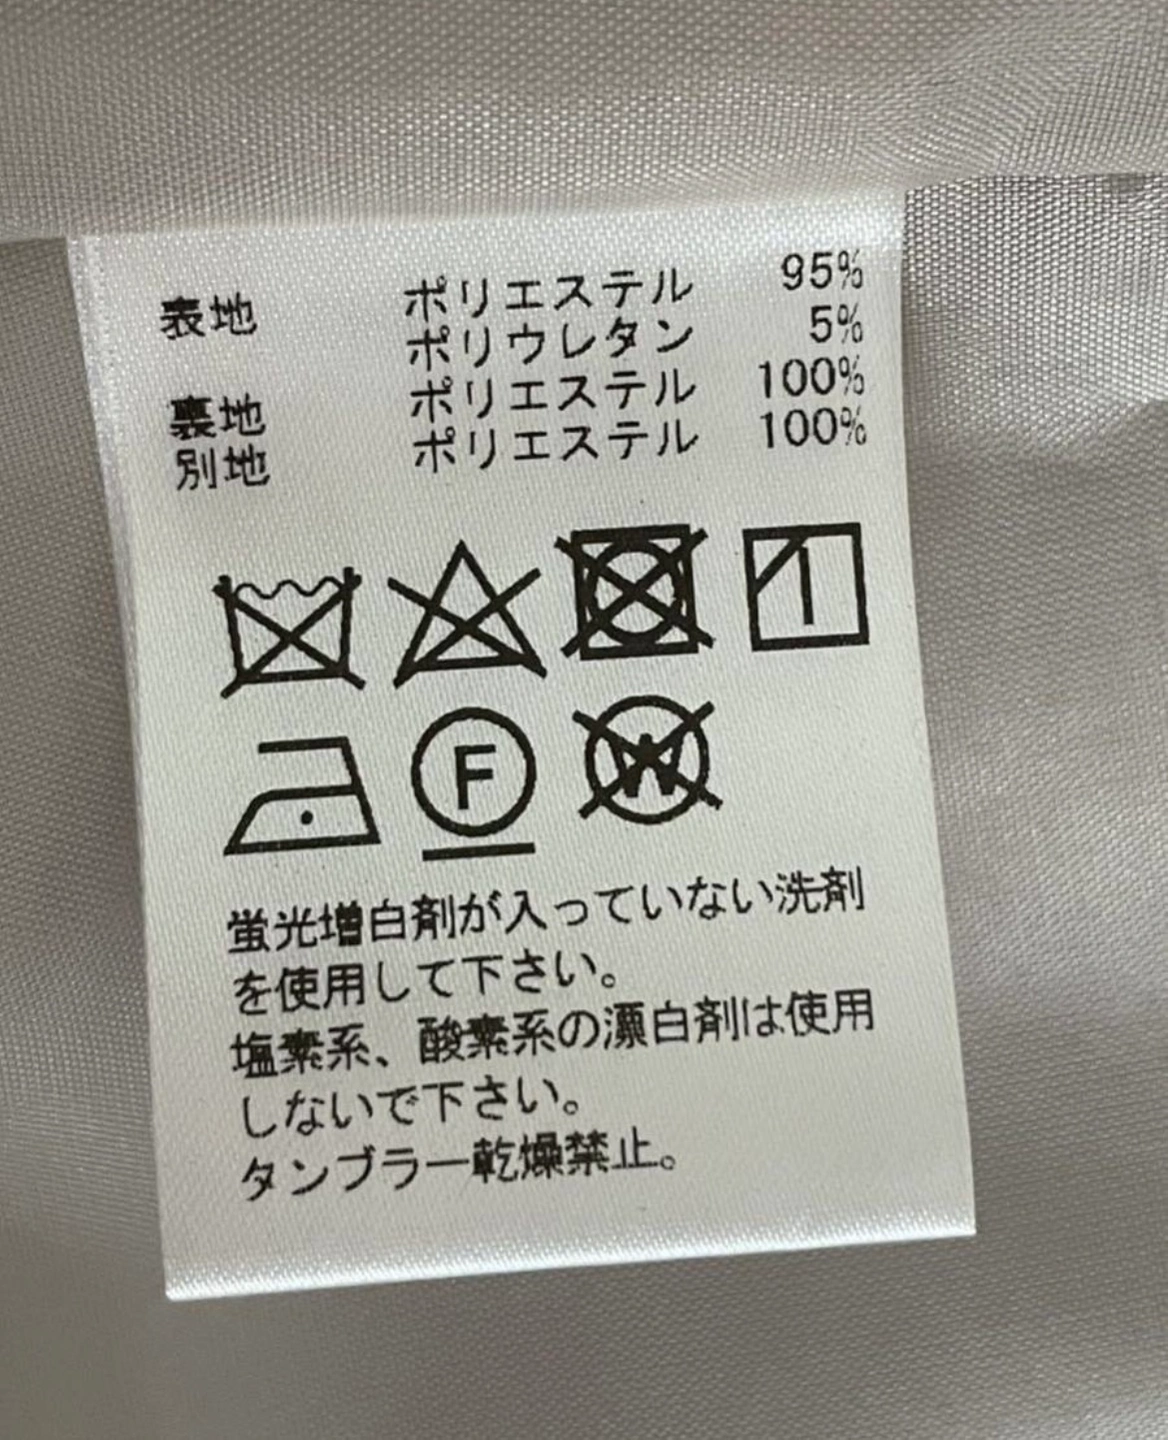 表地 ポリエステル 95%
ポリウレタン 5%
裏地 ポリエステル 100%
別地 ポリエステル 100%
F
W
蛍光増白剤が入っていない洗剤
を使用して下さい。
塩素系、酸素系の漂白剤は使用
しないで下さい。
タンブラー乾燥禁止。